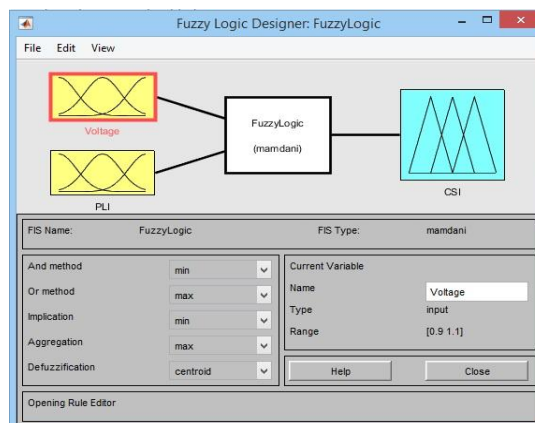 Fuzzy Logic Designer: FuzzyLogic
File Edit View
Voltage
PLI
FuzzyLogic
(mamdani)
CSI
FIS Name: FuzzyLogic FIS Type: mamdani
And method min
Or method max
Implication min
Aggregation max
Defuzzification centroid
Current Variable
Name Voltage
Type input
Range [0.9 1.1]
Help Close
Opening Rule Editor